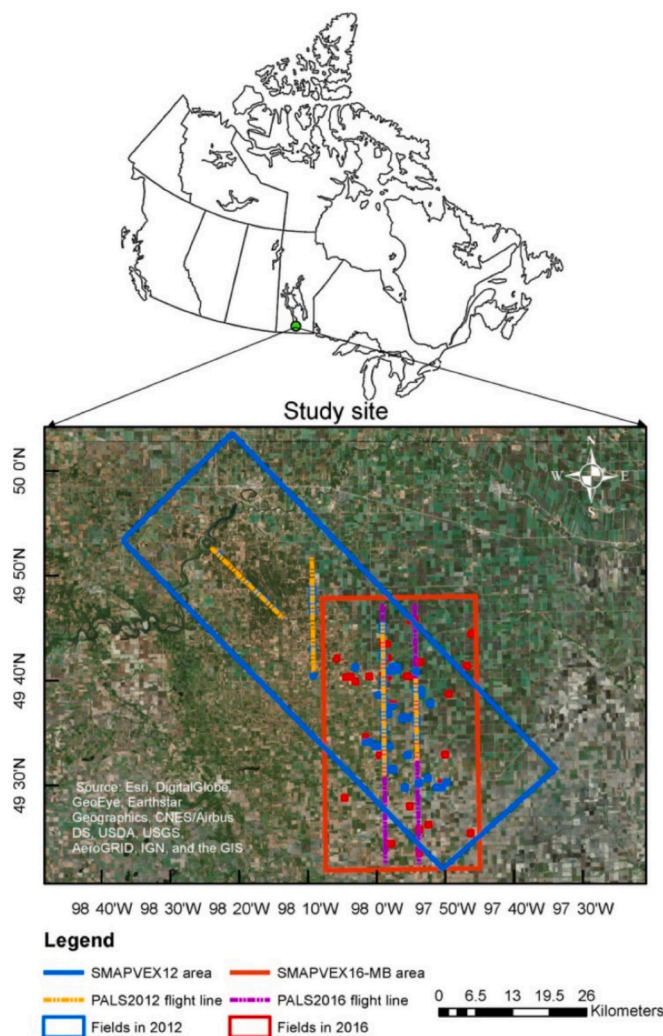 Study site
N
W E
S
50 0'N
49 50'N
49 40'N
49 30'N
Source: Esri, DigitalGlobe,
GeoEye, Earthstar
Geographics, CNES/Airbus
DS, USDA, USGS,
AeroGRID, IGN, and the GIS
98 40'W 98 30'W 98 20'W 98 10'W 98 0'W 97 50'W 97 40'W 97 30'W
Legend
SMAPVEX12 area SMAPVEX16-MB area
PALS2012 flight line PALS2016 flight line
Fields in 2012 Fields in 2016
0 6.5 13 19.5 26
Kilometers